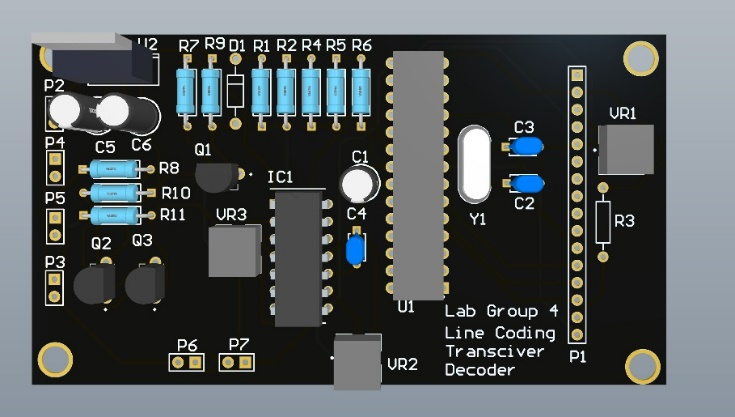 U2
R7 R9 D1 R1 R2 R4 R5 R6
P2
C5 C6
P4
R8
R10
R11
P5
Q1
IC1
C1
C4
VR3
Q2 Q3
P3
P6 P7
VR2
U1
Y1
C3
C2
VR1
R3
P1
Lab Group 4
Line Coding
Transciver
Decoder